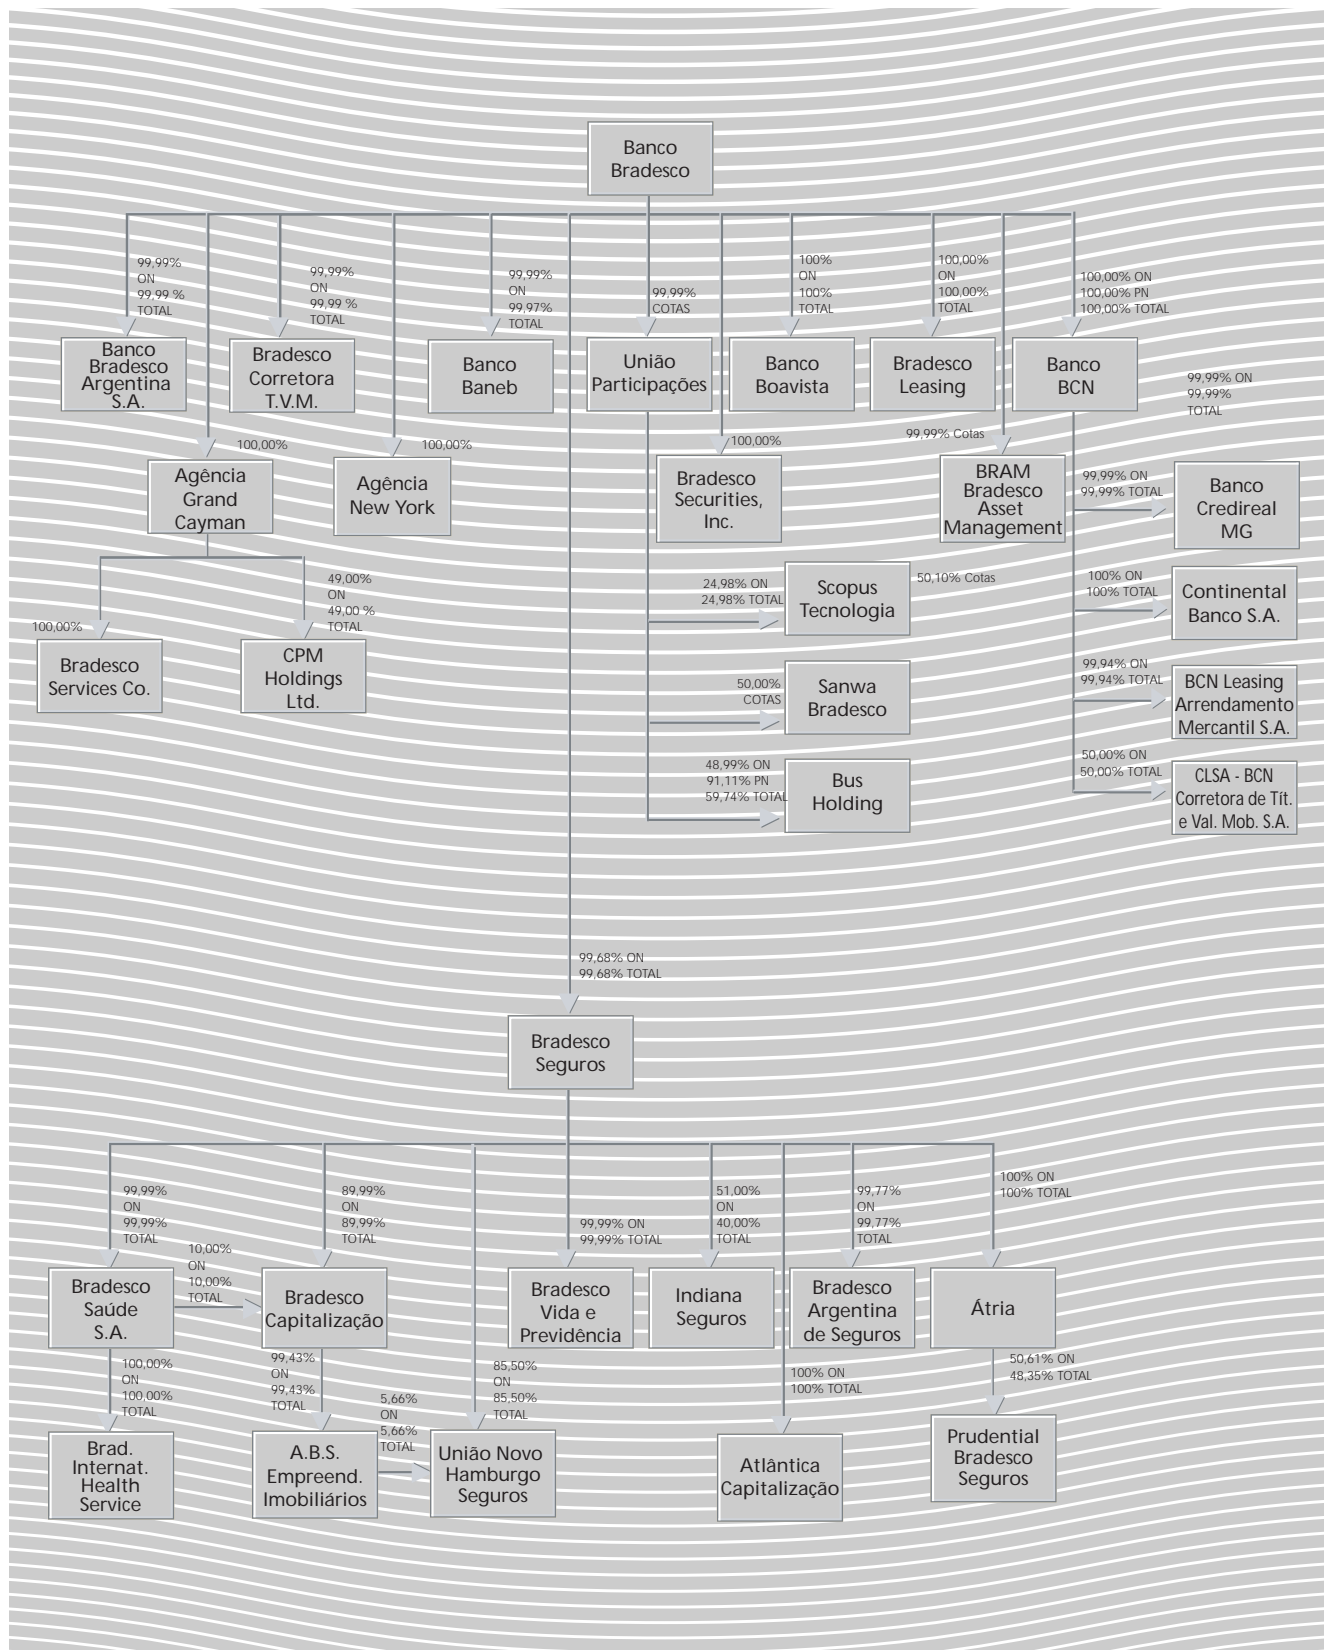 Banco
Bradesco
99,99%
ON
99,99 %
TOTAL
99,99%
ON
99,99 %
TOTAL
99,99%
ON
99,97%
TOTAL
99,99%
COTAS
100%
ON
100%
TOTAL
100,00%
ON
100,00%
TOTAL
100,00% ON
100,00% PN
100,00% TOTAL
Banco
Bradesco
Argentina
S.A.
Bradesco
Corretora
T.V.M.
Banco
Baneb
União
Participações
Banco
Boavista
Bradesco
Leasing
Banco
BCN
99,99% ON
99,99%
TOTAL
100,00%
100,00%
100,00%
99,99% Cotas
Agência
Grand
Cayman
Agência
New York
Bradesco
Securities,
Inc.
BRAM
Bradesco
Asset
Management
99,99% ON
99,99% TOTAL
Banco
Credireal
MG
49,00%
ON
49,00 %
TOTAL
100,00%
Bradesco
Services Co.
CPM
Holdings
Ltd.
24,98% ON
24,98% TOTAL
Scopus
Tecnologia
50,10% Cotas
100% ON
100% TOTAL
Continental
Banco S.A.
50,00%
COTAS
Sanwa
Bradesco
99,94% ON
99,94% TOTAL
BCN Leasing
Arrendamento
Mercantil S.A.
48,99% ON
91,11% PN
59,74% TOTAL
Bus
Holding
50,00% ON
50,00% TOTAL
CLSA - BCN
Corretora de Tít.
e Val. Mob. S.A.
99,68% ON
99,68% TOTAL
Bradesco
Seguros
99,99%
ON
99,99%
TOTAL
10,00%
ON
10,00%
TOTAL
89,99%
ON
89,99%
TOTAL
99,99% ON
99,99% TOTAL
51,00%
ON
40,00%
TOTAL
99,77%
ON
99,77%
TOTAL
100% ON
100% TOTAL
Bradesco
Saúde
S.A.
Bradesco
Capitalização
Bradesco
Vida e
Previdência
Indiana
Seguros
Bradesco
Argentina
de Seguros
Átria
100,00%
ON
100,00%
TOTAL
99,43%
ON
99,43%
TOTAL
5,66%
ON
5,66%
TOTAL
85,50%
ON
85,50%
TOTAL
100% ON
100% TOTAL
50,61% ON
48,35% TOTAL
Brad.
Internat.
Health
Service
A.B.S.
Empreend.
Imobiliários
União Novo
Hamburgo
Seguros
Atlântica
Capitalização
Prudential
Bradesco
Seguros